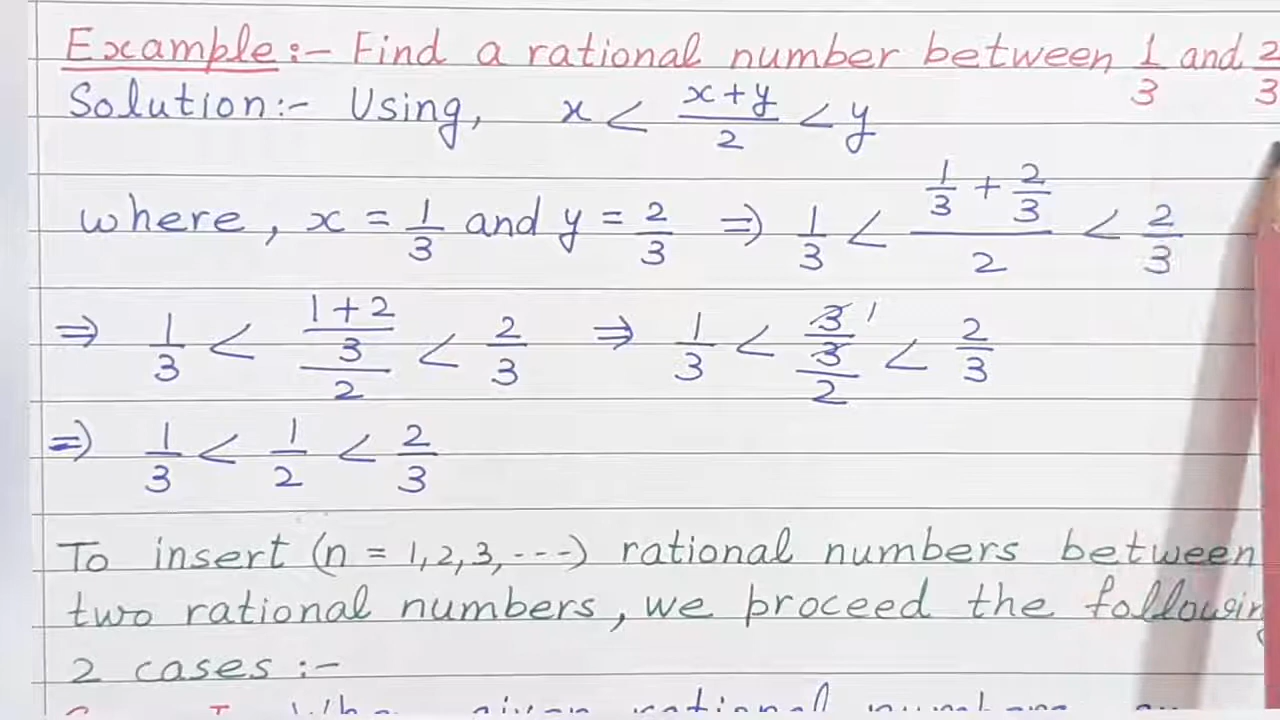 Example:- Find a rational number between 1/3 and 2/3
Solution:- Using, x < (x+y)/2 < y
where, x = 1/3 and y = 2/3 ⇒ 1/3 < (1/3 + 2/3)/2 < 2/3
⇒ 1/3 < ((1+2)/3)/2 < 2/3 ⇒ 1/3 < (3/3)/2 1 < 2/3
⇒ 1/3 < 1/2 < 2/3
To insert (n = 1,2,3, ---) rational numbers between
two rational numbers, we proceed the
2 cases:-
given rational